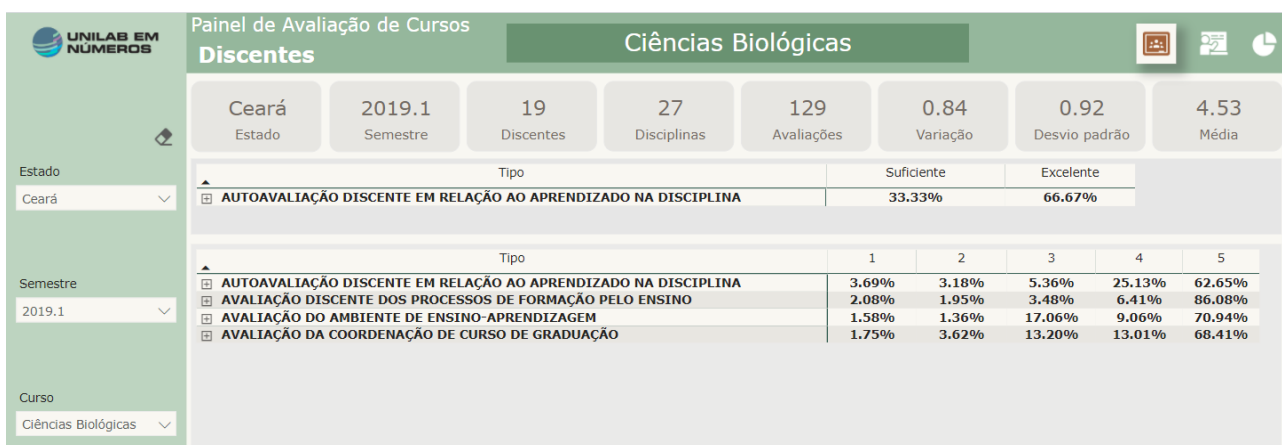 UNILAB EM
NÚMEROS
Painel de Avaliação de Cursos
Discentes
Ciências Biológicas
Ceará 2019.1 19 27 129 0.84 0.92 4.53
Estado Semestre Discentes Disciplinas Avaliações Variação Desvio padrão Média
Estado
Ceará
Semestre
2019.1
Curso
Ciências Biológicas
Tipo Suficiente Excelente
AUTOAVALIAÇÃO DISCENTE EM RELAÇÃO AO APRENDIZADO NA DISCIPLINA 33.33% 66.67%
Tipo 1 2 3 4 5
AUTOAVALIAÇÃO DISCENTE EM RELAÇÃO AO APRENDIZADO NA DISCIPLINA 3.69% 3.18% 5.36% 25.13% 62.65%
AVALIAÇÃO DISCENTE DOS PROCESSOS DE FORMAÇÃO PELO ENSINO 2.08% 1.95% 3.48% 6.41% 86.08%
AVALIAÇÃO DO AMBIENTE DE ENSINO-APRENDIZAGEM 1.58% 1.36% 17.06% 9.06% 70.94%
AVALIAÇÃO DA COORDENAÇÃO DE CURSO DE GRADUAÇÃO 1.75% 3.62% 13.20% 13.01% 68.41%